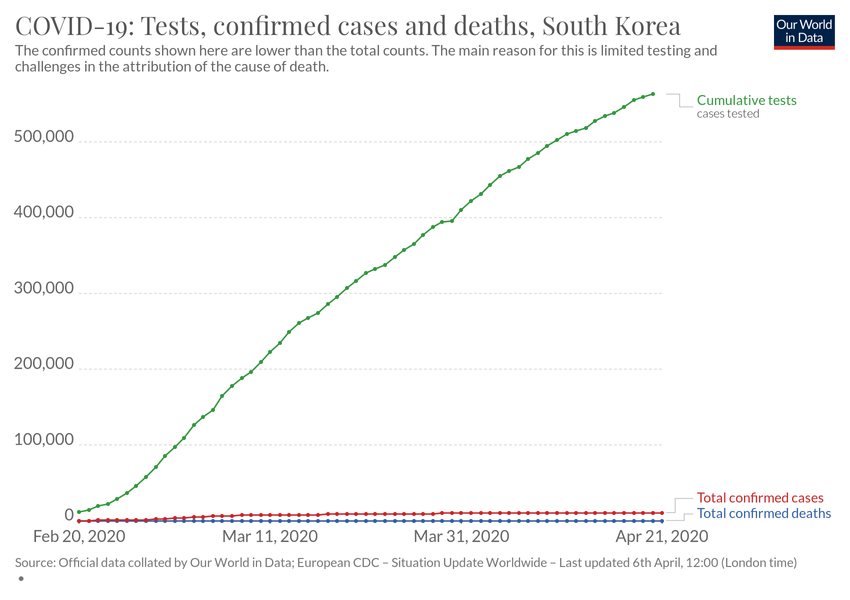 COVID-19: Tests, confirmed cases and deaths, South Korea
Our World
in Data
The confirmed counts shown here are lower than the total counts. The main reason for this is limited testing and
challenges in the attribution of the cause of death.
Cumulative tests
cases tested
500,000
400,000
300,000
200,000
100,000
0
Total confirmed cases
Total confirmed deaths
Feb 20, 2020
Mar 11, 2020
Mar 31, 2020
Apr 21, 2020
Source: Official data collated by Our World in Data; European CDC – Situation Update Worldwide – Last updated 6th April, 12:00 (London time)
•